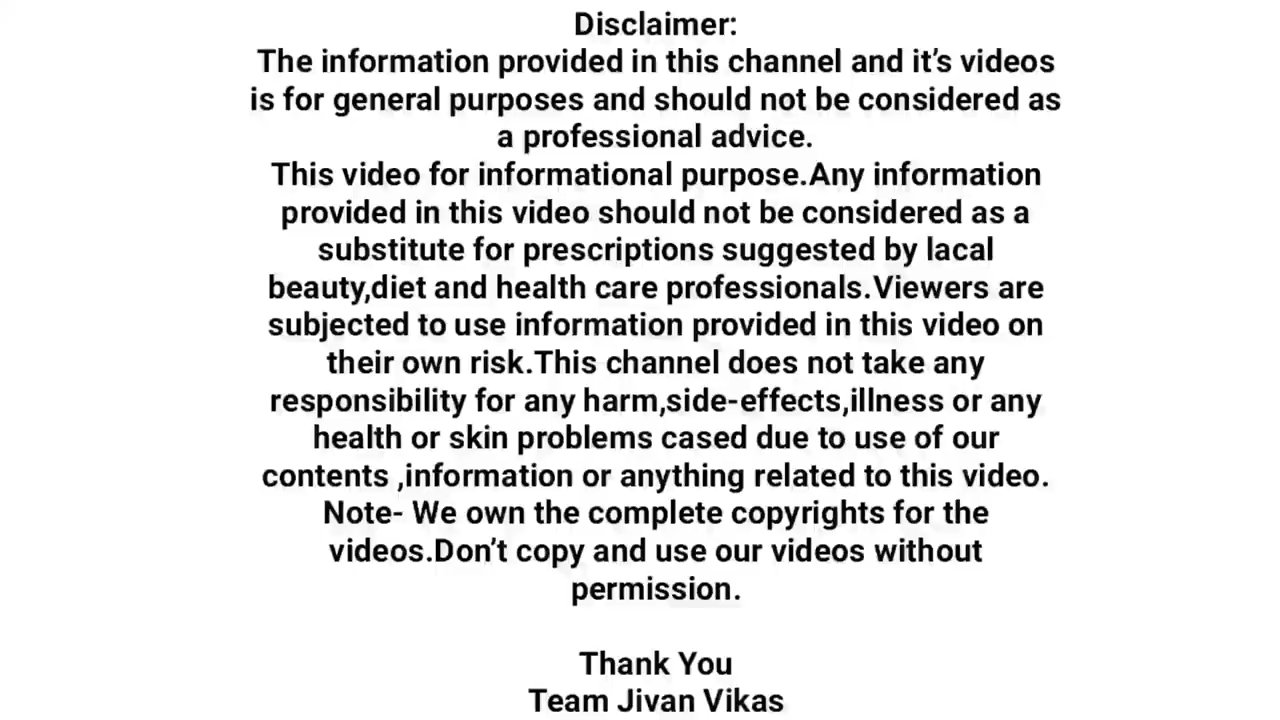 Disclaimer:
The information provided in this channel and it’s videos
is for general purposes and should not be considered as
a professional advice.
This video for informational purpose.Any information
provided in this video should not be considered as a
substitute for prescriptions suggested by lacal
beauty,diet and health care professionals.Viewers are
subjected to use information provided in this video on
their own risk.This channel does not take any
responsibility for any harm,side-effects,illness or any
health or skin problems cased due to use of our
contents ,information or anything related to this video.
Note- We own the complete copyrights for the
videos.Don’t copy and use our videos without
permission.
Thank You
Team Jivan Vikas